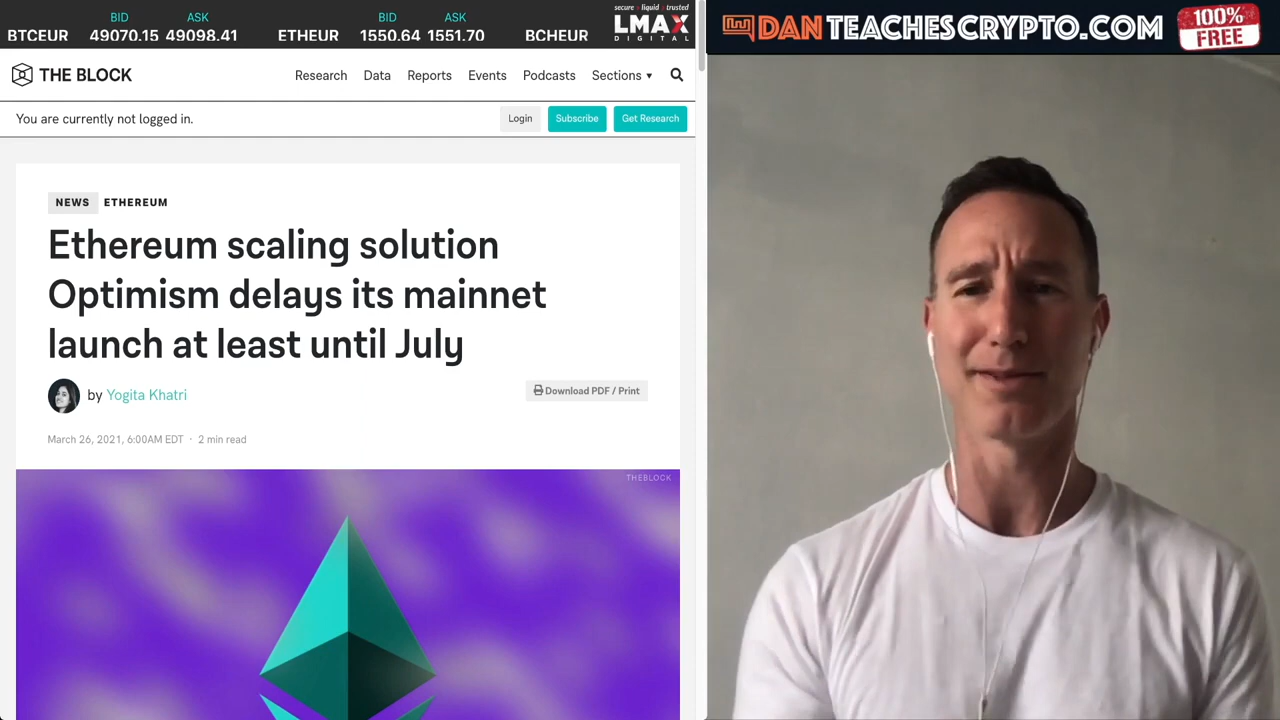 BID ASK BID ASK
BTCEUR 49070.15 49098.41 ETHEUR 1550.64 1551.70 BCHEUR
secure liquid trusted
LMAX
DIGITAL
THE BLOCK
Research Data Reports Events Podcasts Sections ▾
You are currently not logged in.
Login Subscribe Get Research
NEWS ETHEREUM
Ethereum scaling solution
Optimism delays its mainnet
launch at least until July
by Yogita Khatri
Download PDF / Print
March 26, 2021, 6:00AM EDT · 2 min read
THEBLOCK
DANTEACHESCRYPTO.COM
100%
FREE